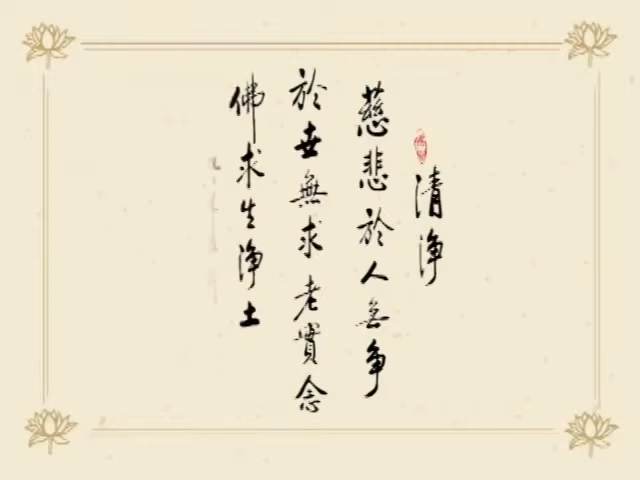 清淨
慈悲於人無爭
於世無求老實念
佛求生淨土